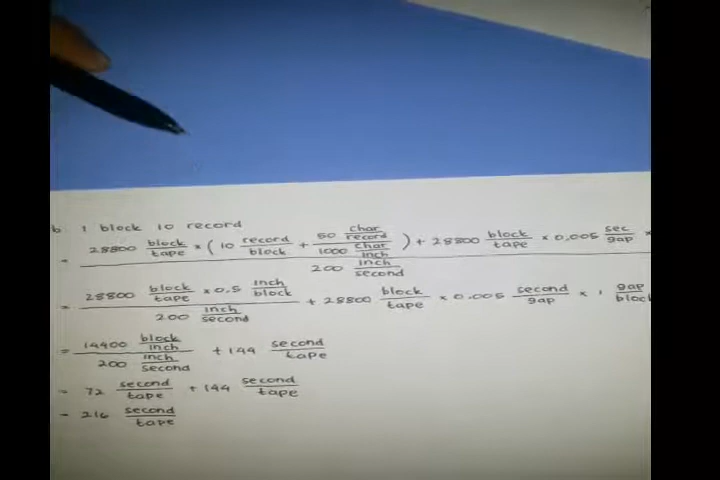 b. 1 block 10 record
= 28800 block/tape × (10 record/block + 50 char/record / 1000 char/inch) + 28800 block/tape × 0.005 sec/gap × / 200 inch/second
= 28800 block/tape × 0.5 inch/block / 200 inch/second + 28800 block/tape × 0.005 second/gap × 1 gap/block
= 14400 block/inch / 200 inch/second + 144 second/tape
= 72 second/tape + 144 second/tape
= 216 second/tape